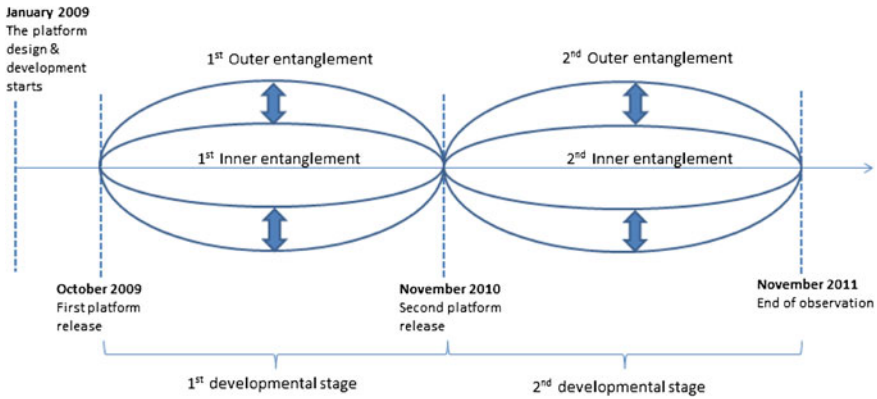 January 2009
The platform
design &
development
starts
1st Outer entanglement
2nd Outer entanglement
1st Inner entanglement
2nd Inner entanglement
October 2009
First platform
release
November 2010
Second platform
release
November 2011
End of observation
1st developmental stage
2nd developmental stage